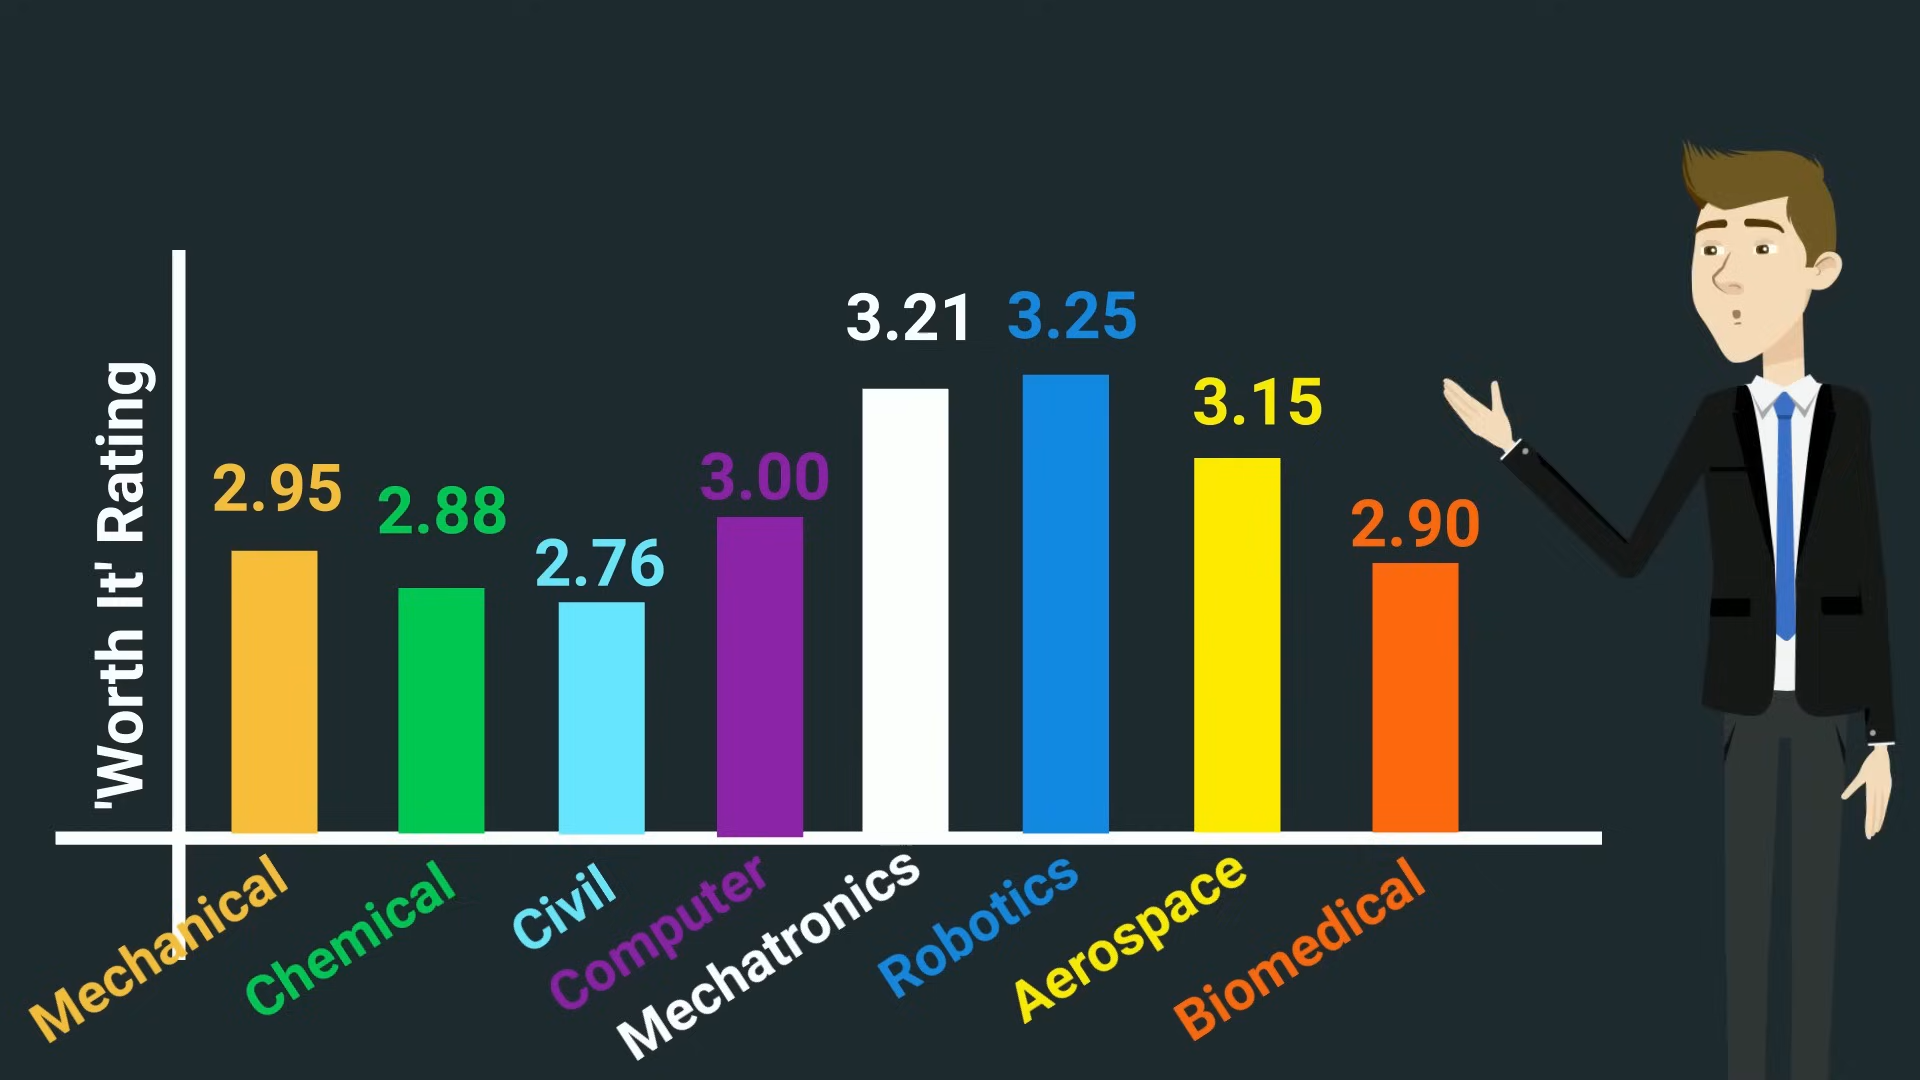 'Worth It' Rating
2.95
2.88
2.76
3.00
3.21
3.25
3.15
2.90
Mechanical
Chemical
Civil
Computer
Mechatronics
Robotics
Aerospace
Biomedical